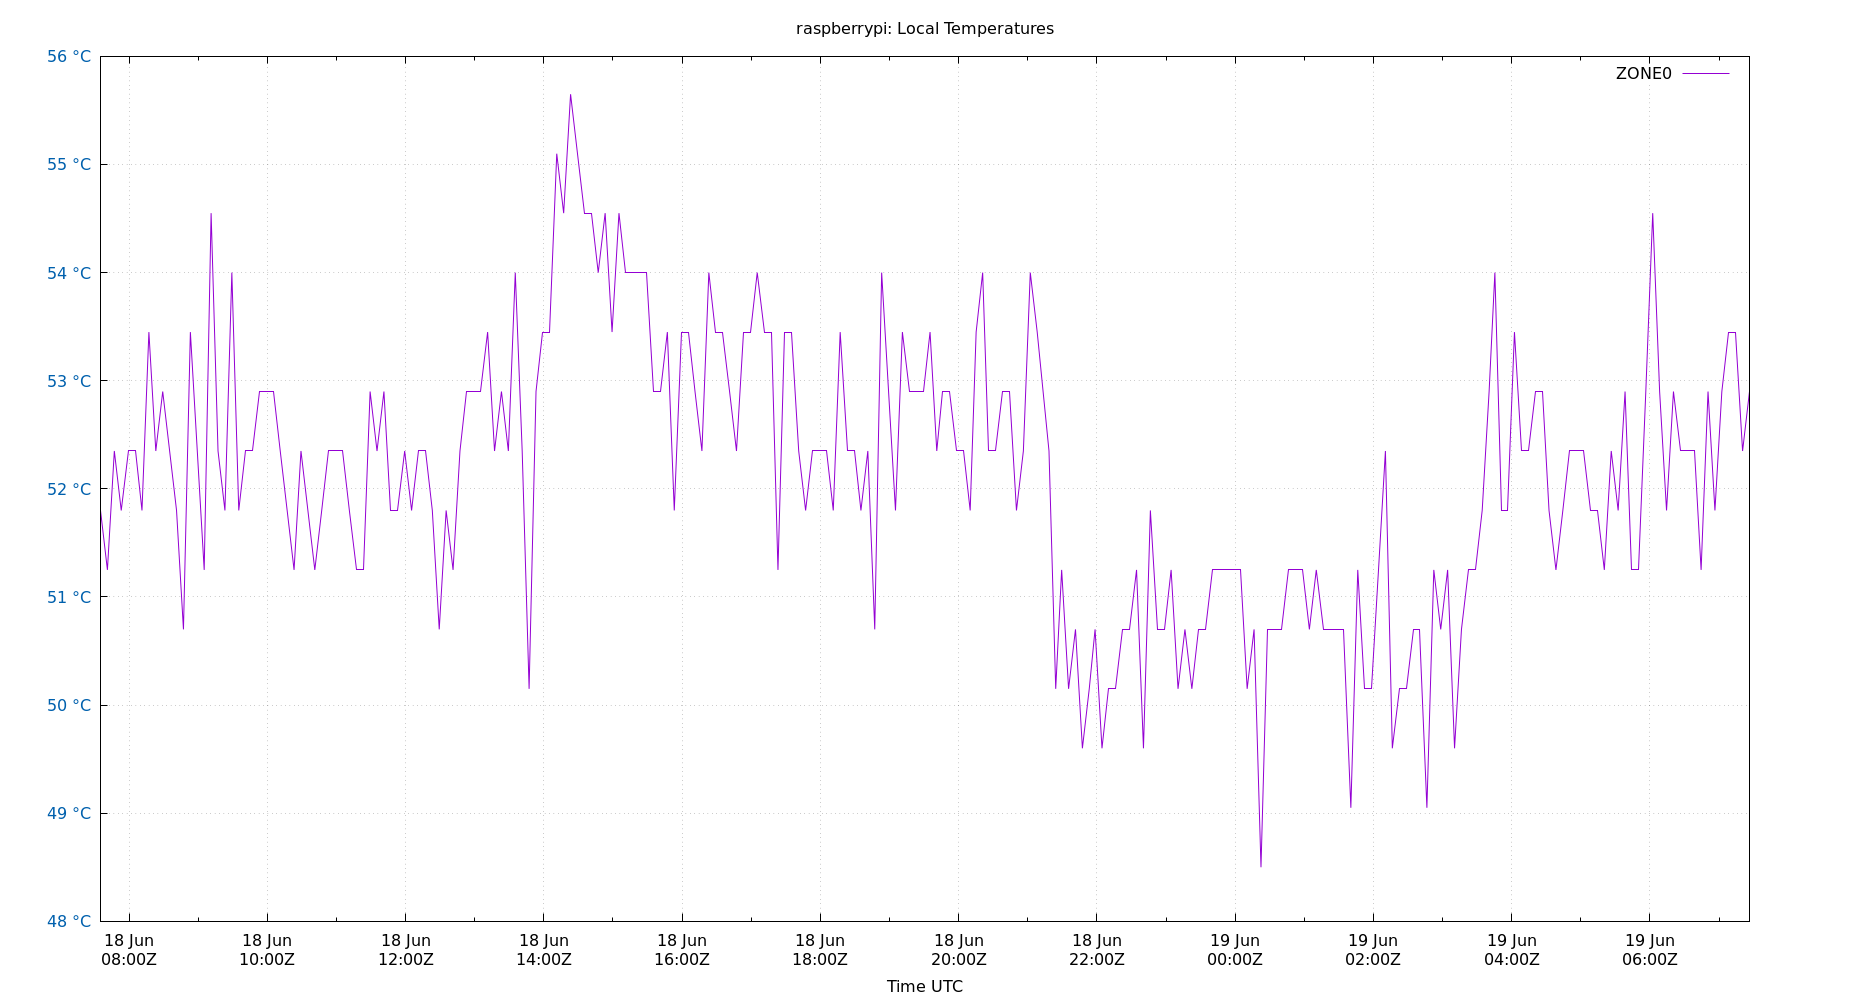 raspberrypi: Local Temperatures
ZONE0
56 °C
55 °C
54 °C
53 °C
52 °C
51 °C
50 °C
49 °C
48 °C
18 Jun 18 Jun 18 Jun 18 Jun 18 Jun 18 Jun 18 Jun 18 Jun 19 Jun 19 Jun 19 Jun 19 Jun
08:00Z 10:00Z 12:00Z 14:00Z 16:00Z 18:00Z 20:00Z 22:00Z 00:00Z 02:00Z 04:00Z 06:00Z
Time UTC